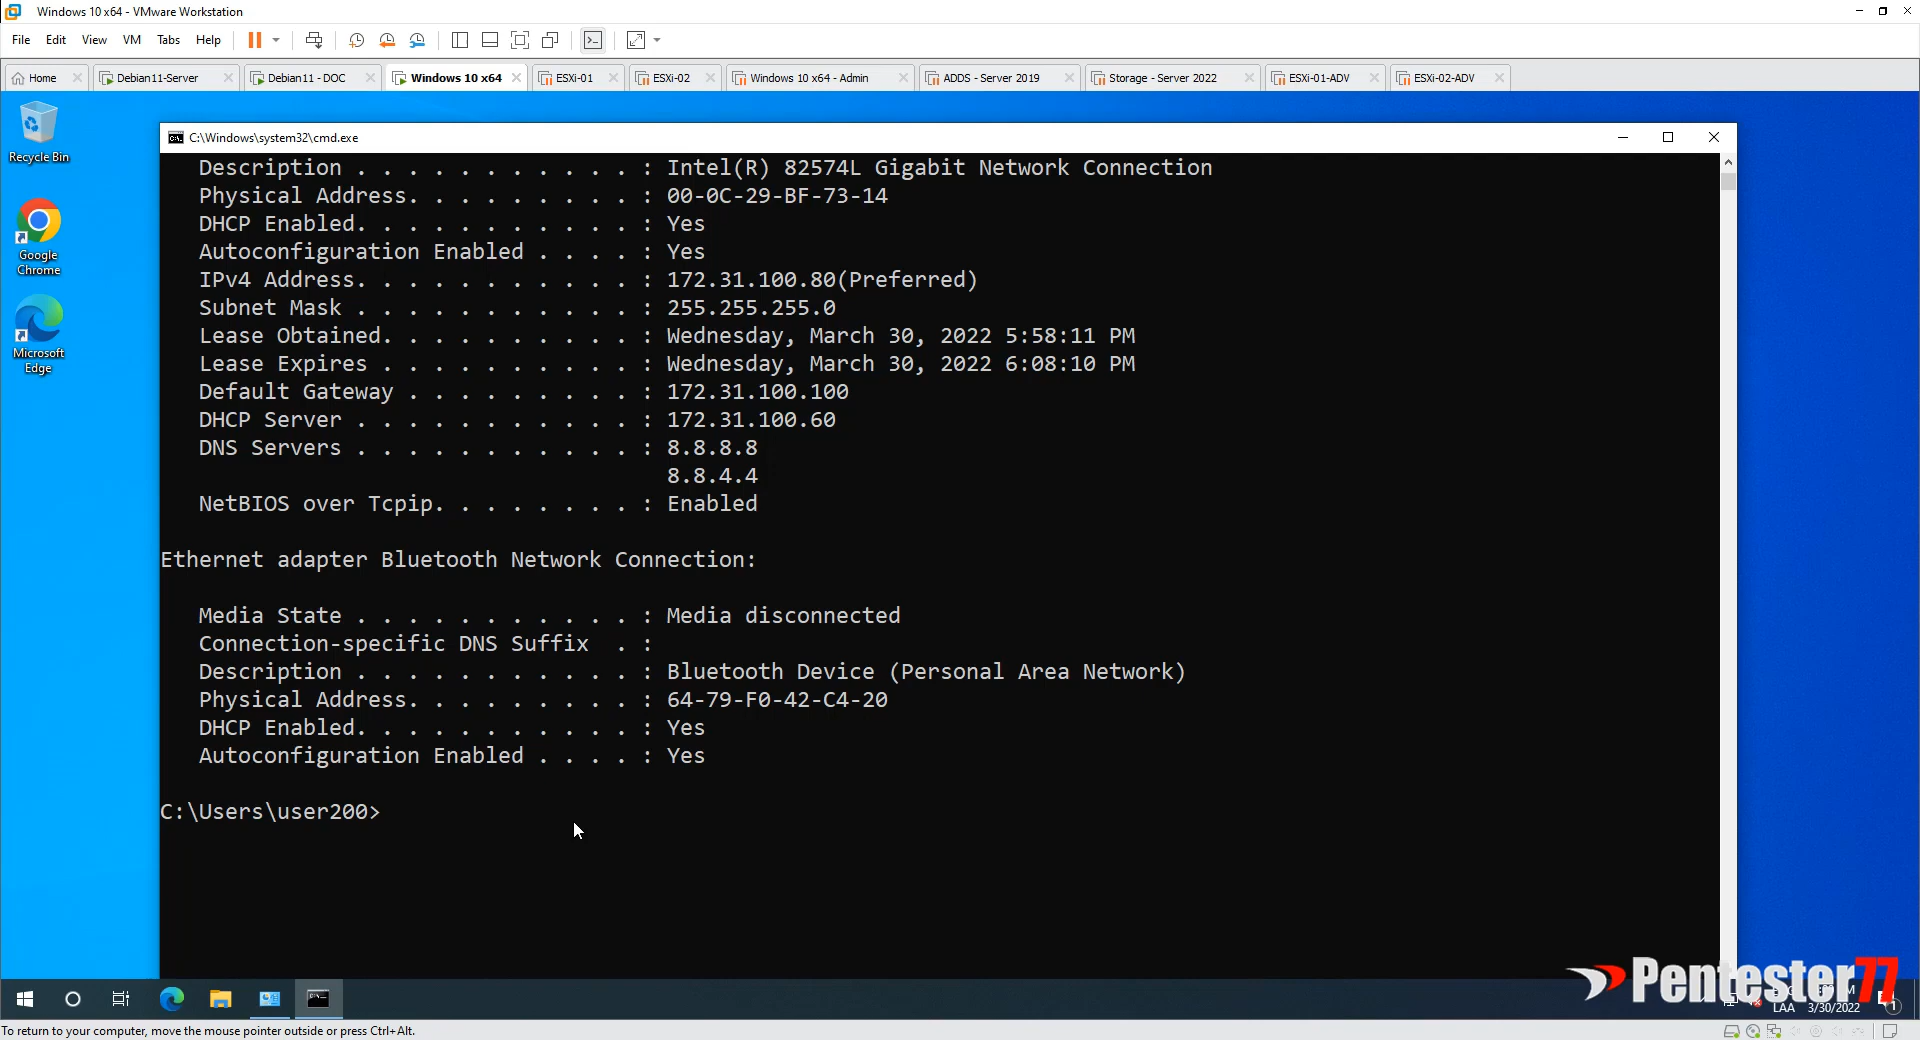 Windows 10 x64 - VMware Workstation
File Edit View VM Tabs Help
Home Debian11-Server Debian11 - DOC Windows 10 x64 ESXi-01 ESXi-02 Windows 10 x64 - Admin ADDS - Server 2019 Storage - Server 2022 ESXi-01-ADV ESXi-02-ADV
Recycle Bin
Google
Chrome
Microsoft
Edge
C:\Windows\system32\cmd.exe
Description . . . . . . . . . . . : Intel(R) 82574L Gigabit Network Connection
Physical Address. . . . . . . . . : 00-0C-29-BF-73-14
DHCP Enabled. . . . . . . . . . . : Yes
Autoconfiguration Enabled . . . . : Yes
IPv4 Address. . . . . . . . . . . : 172.31.100.80(Preferred)
Subnet Mask . . . . . . . . . . . : 255.255.255.0
Lease Obtained. . . . . . . . . . : Wednesday, March 30, 2022 5:58:11 PM
Lease Expires . . . . . . . . . . : Wednesday, March 30, 2022 6:08:10 PM
Default Gateway . . . . . . . . . : 172.31.100.100
DHCP Server . . . . . . . . . . . : 172.31.100.60
DNS Servers . . . . . . . . . . . : 8.8.8.8
8.8.4.4
NetBIOS over Tcpip. . . . . . . . : Enabled
Ethernet adapter Bluetooth Network Connection:
Media State . . . . . . . . . . . : Media disconnected
Connection-specific DNS Suffix . :
Description . . . . . . . . . . . : Bluetooth Device (Personal Area Network)
Physical Address. . . . . . . . . : 64-79-F0-42-C4-20
DHCP Enabled. . . . . . . . . . . : Yes
Autoconfiguration Enabled . . . . : Yes
C:\Users\user200>
Pentester77
LAA 3/30/2022 1
To return to your computer, move the mouse pointer outside or press Ctrl+Alt.